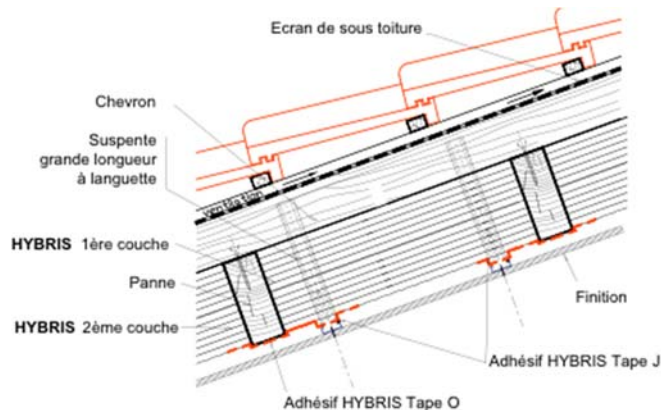 Ecran de sous toiture
Chevron
Suspente
grande longueur
à languette
ventilation
HYBRIS 1ère couche
Panne
HYBRIS 2ème couche
Finition
Adhésif HYBRIS Tape J
Adhésif HYBRIS Tape O